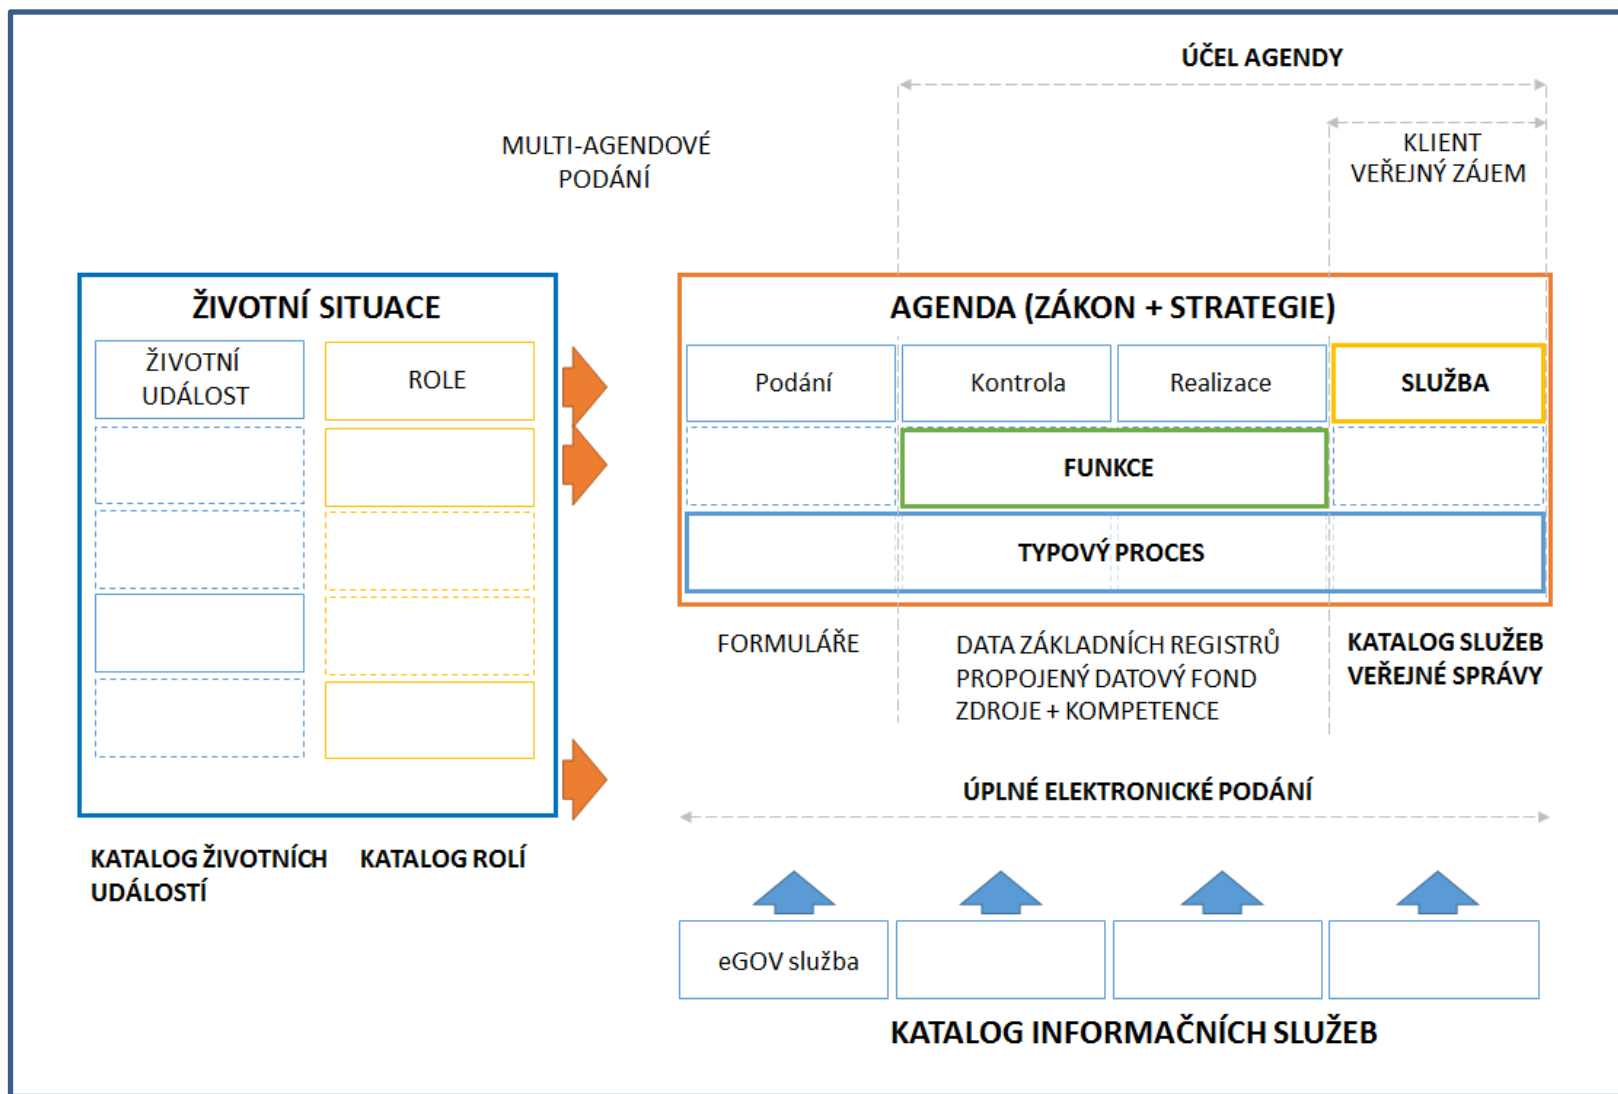 ÚČEL AGENDY
MULTI-AGENDOVÉ
PODÁNÍ
KLIENT
VEŘEJNÝ ZÁJEM
ŽIVOTNÍ SITUACE
ŽIVOTNÍ
UDÁLOST
ROLE
AGENDA (ZÁKON + STRATEGIE)
Podání
Kontrola
Realizace
SLUŽBA
FUNKCE
TYPOVÝ PROCES
FORMULÁŘE
DATA ZÁKLADNÍCH REGISTRŮ
PROPOJENÝ DATOVÝ FOND
ZDROJE + KOMPETENCE
KATALOG SLUŽEB
VEŘEJNÉ SPRÁVY
ÚPLNÉ ELEKTRONICKÉ PODÁNÍ
KATALOG ŽIVOTNÍCH
UDÁLOSTÍ
KATALOG ROLÍ
eGOV služba
KATALOG INFORMAČNÍCH SLUŽEB